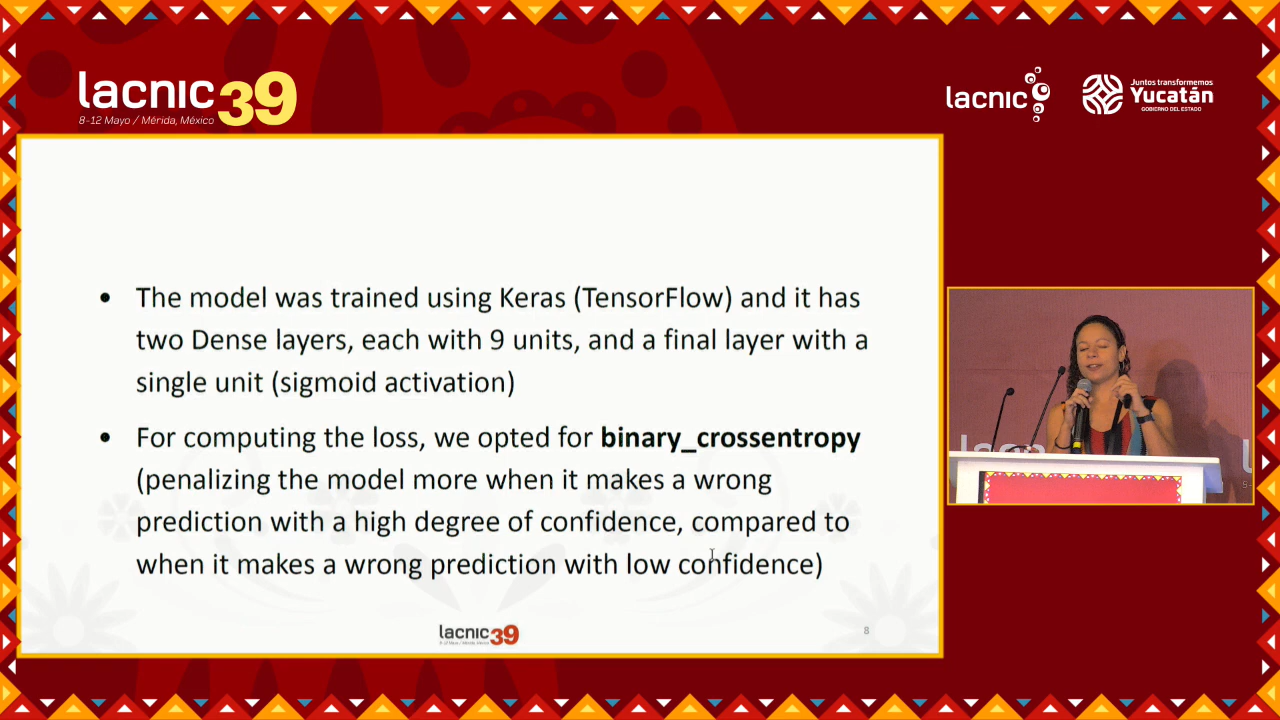 lacnic39
8-12 Mayo / Mérida, México
lacnic
Juntos transformemos
Yucatán
GOBIERNO DEL ESTADO
• The model was trained using Keras (TensorFlow) and it has
two Dense layers, each with 9 units, and a final layer with a
single unit (sigmoid activation)
• For computing the loss, we opted for binary_crossentropy
(penalizing the model more when it makes a wrong
prediction with a high degree of confidence, compared to
when it makes a wrong prediction with low confidence)
lacnic39
8
lacnic